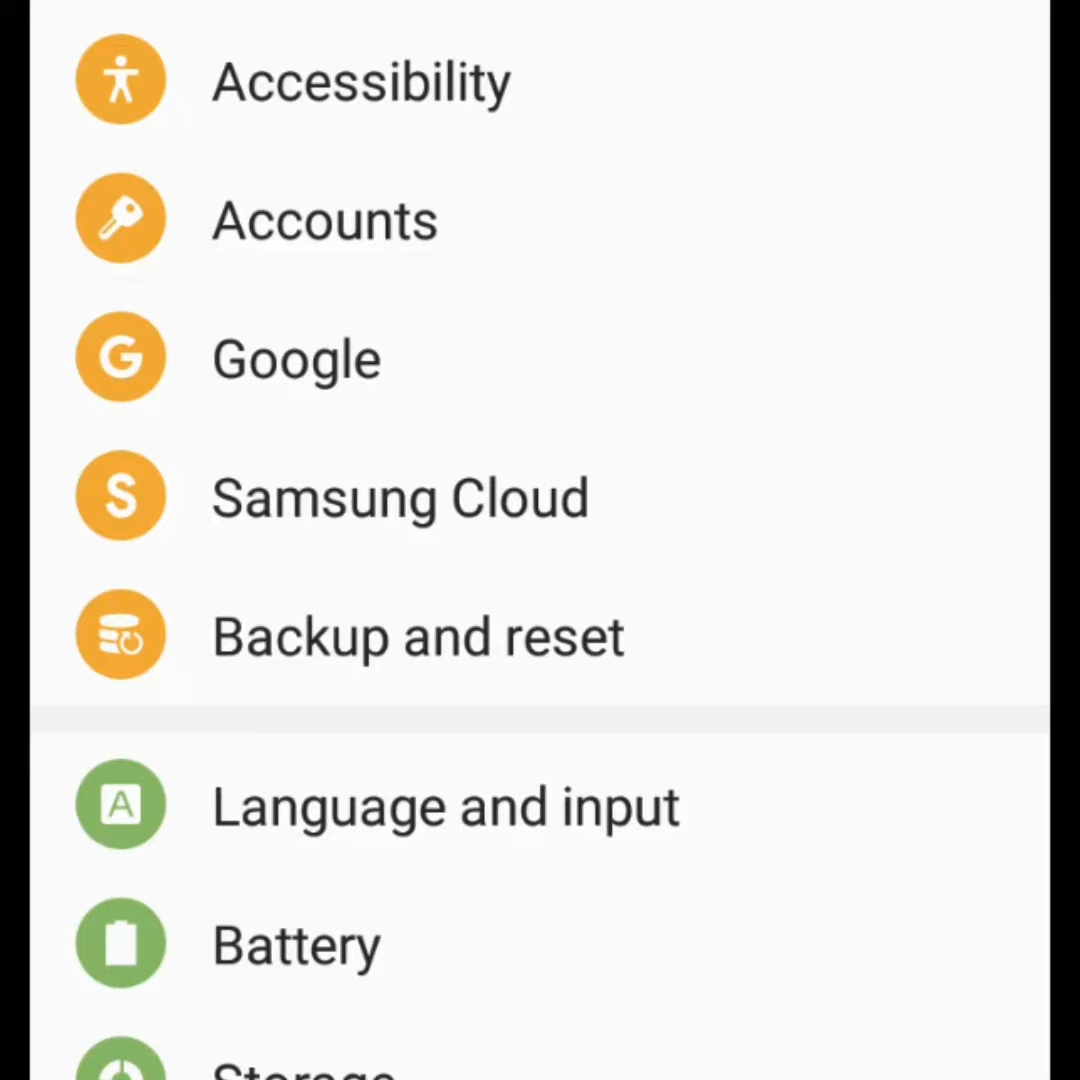 Accessibility
Accounts
G
Google
S
Samsung Cloud
Backup and reset
A
Language and input
Battery
Storage